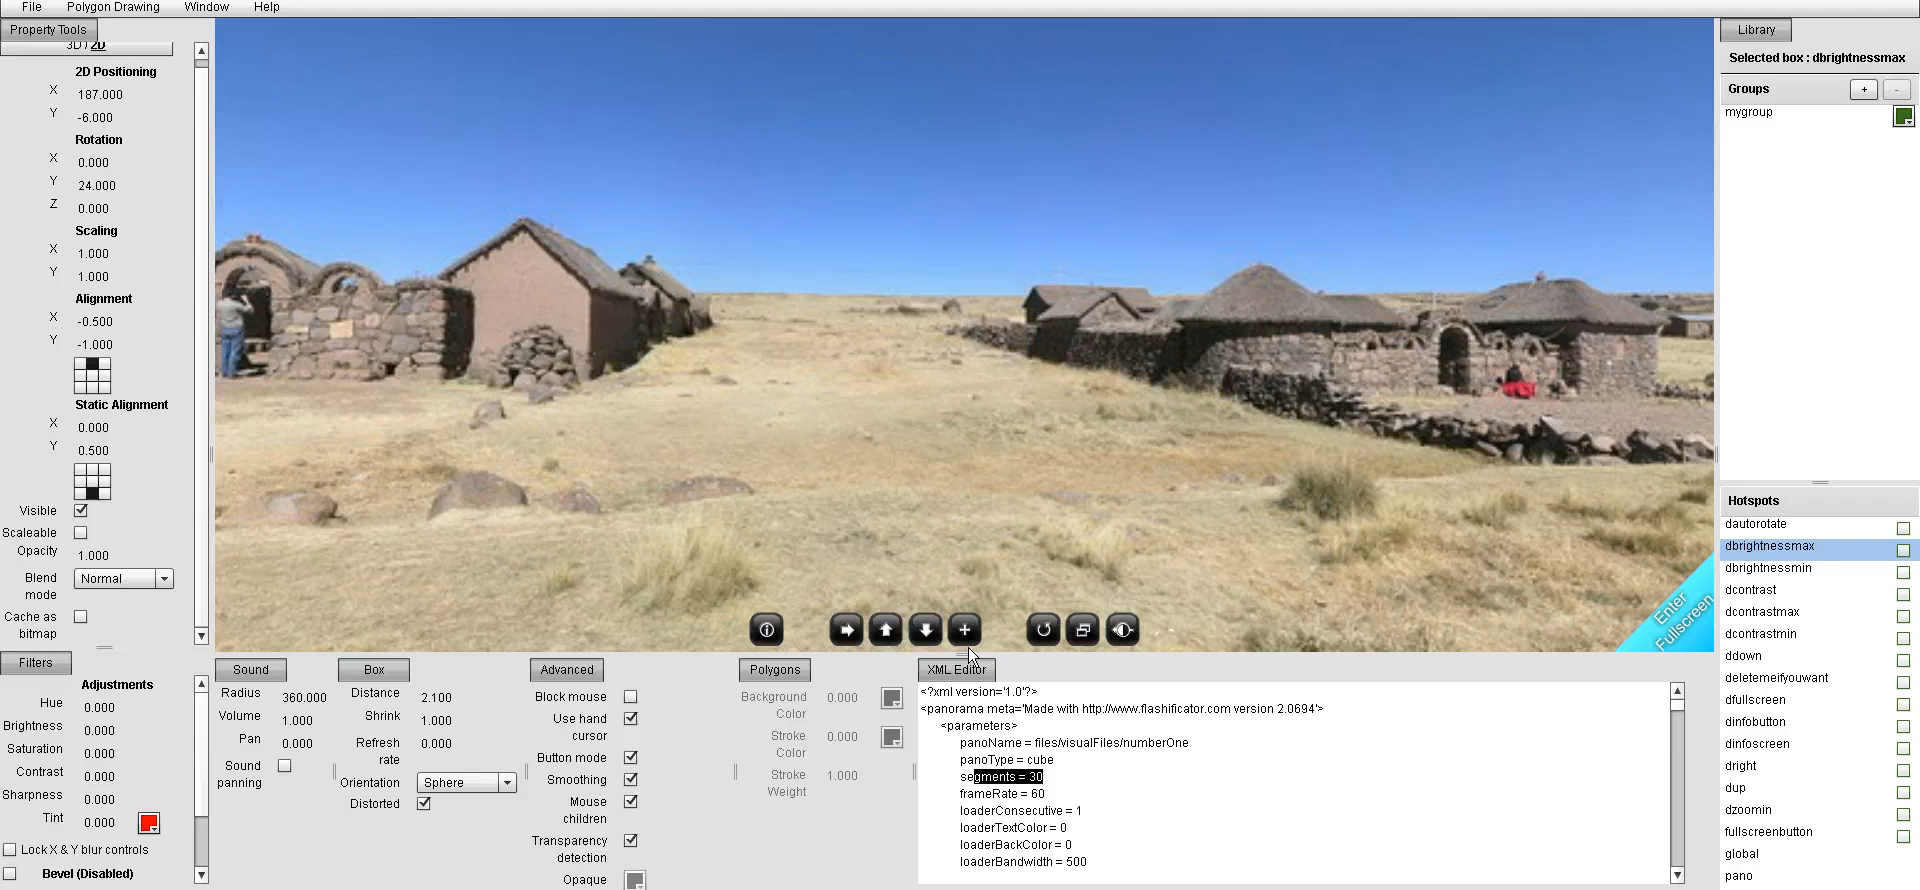 File Polygon Drawing Window Help
Property Tools
3D / 2D
2D Positioning
X 187.000
Y -6.000
Rotation
X 0.000
Y 24.000
Z 0.000
Scaling
X 1.000
Y 1.000
Alignment
X -0.500
Y -1.000
Static Alignment
X 0.000
Y 0.500
Visible
Scaleable
Opacity 1.000
Blend mode Normal
Cache as bitmap
Filters
Adjustments
Hue 0.000
Brightness 0.000
Saturation 0.000
Contrast 0.000
Sharpness 0.000
Tint 0.000
Lock X & Y blur controls
Bevel (Disabled)
Enter
Fullscreen
Sound
Radius 360.000
Volume 1.000
Pan 0.000
Sound panning
Box
Distance 2.100
Shrink 1.000
Refresh rate 0.000
Orientation Sphere
Distorted
Advanced
Block mouse
Use hand cursor
Button mode
Smoothing
Mouse children
Transparency detection
Opaque
Polygons
Background Color 0.000
Stroke Color 0.000
Stroke Weight 1.000
XML Editor
<?xml version='1.0'?>
<panorama meta='Made with http://www.flashificator.com version 2.0694'>
<parameters>
panoName = files/visualFiles/numberOne
panoType = cube
segments = 30
frameRate = 60
loaderConsecutive = 1
loaderTextColor = 0
loaderBackColor = 0
loaderBandwidth = 500
Library
Selected box : dbrightnessmax
Groups + -
mygroup
Hotspots
dautorotate
dbrightnessmax
dbrightnessmin
dcontrast
dcontrastmax
dcontrastmin
ddown
deletemeifyouwant
dfullscreen
dinfobutton
dinfoscreen
dright
dup
dzoomin
fullscreenbutton
global
pano